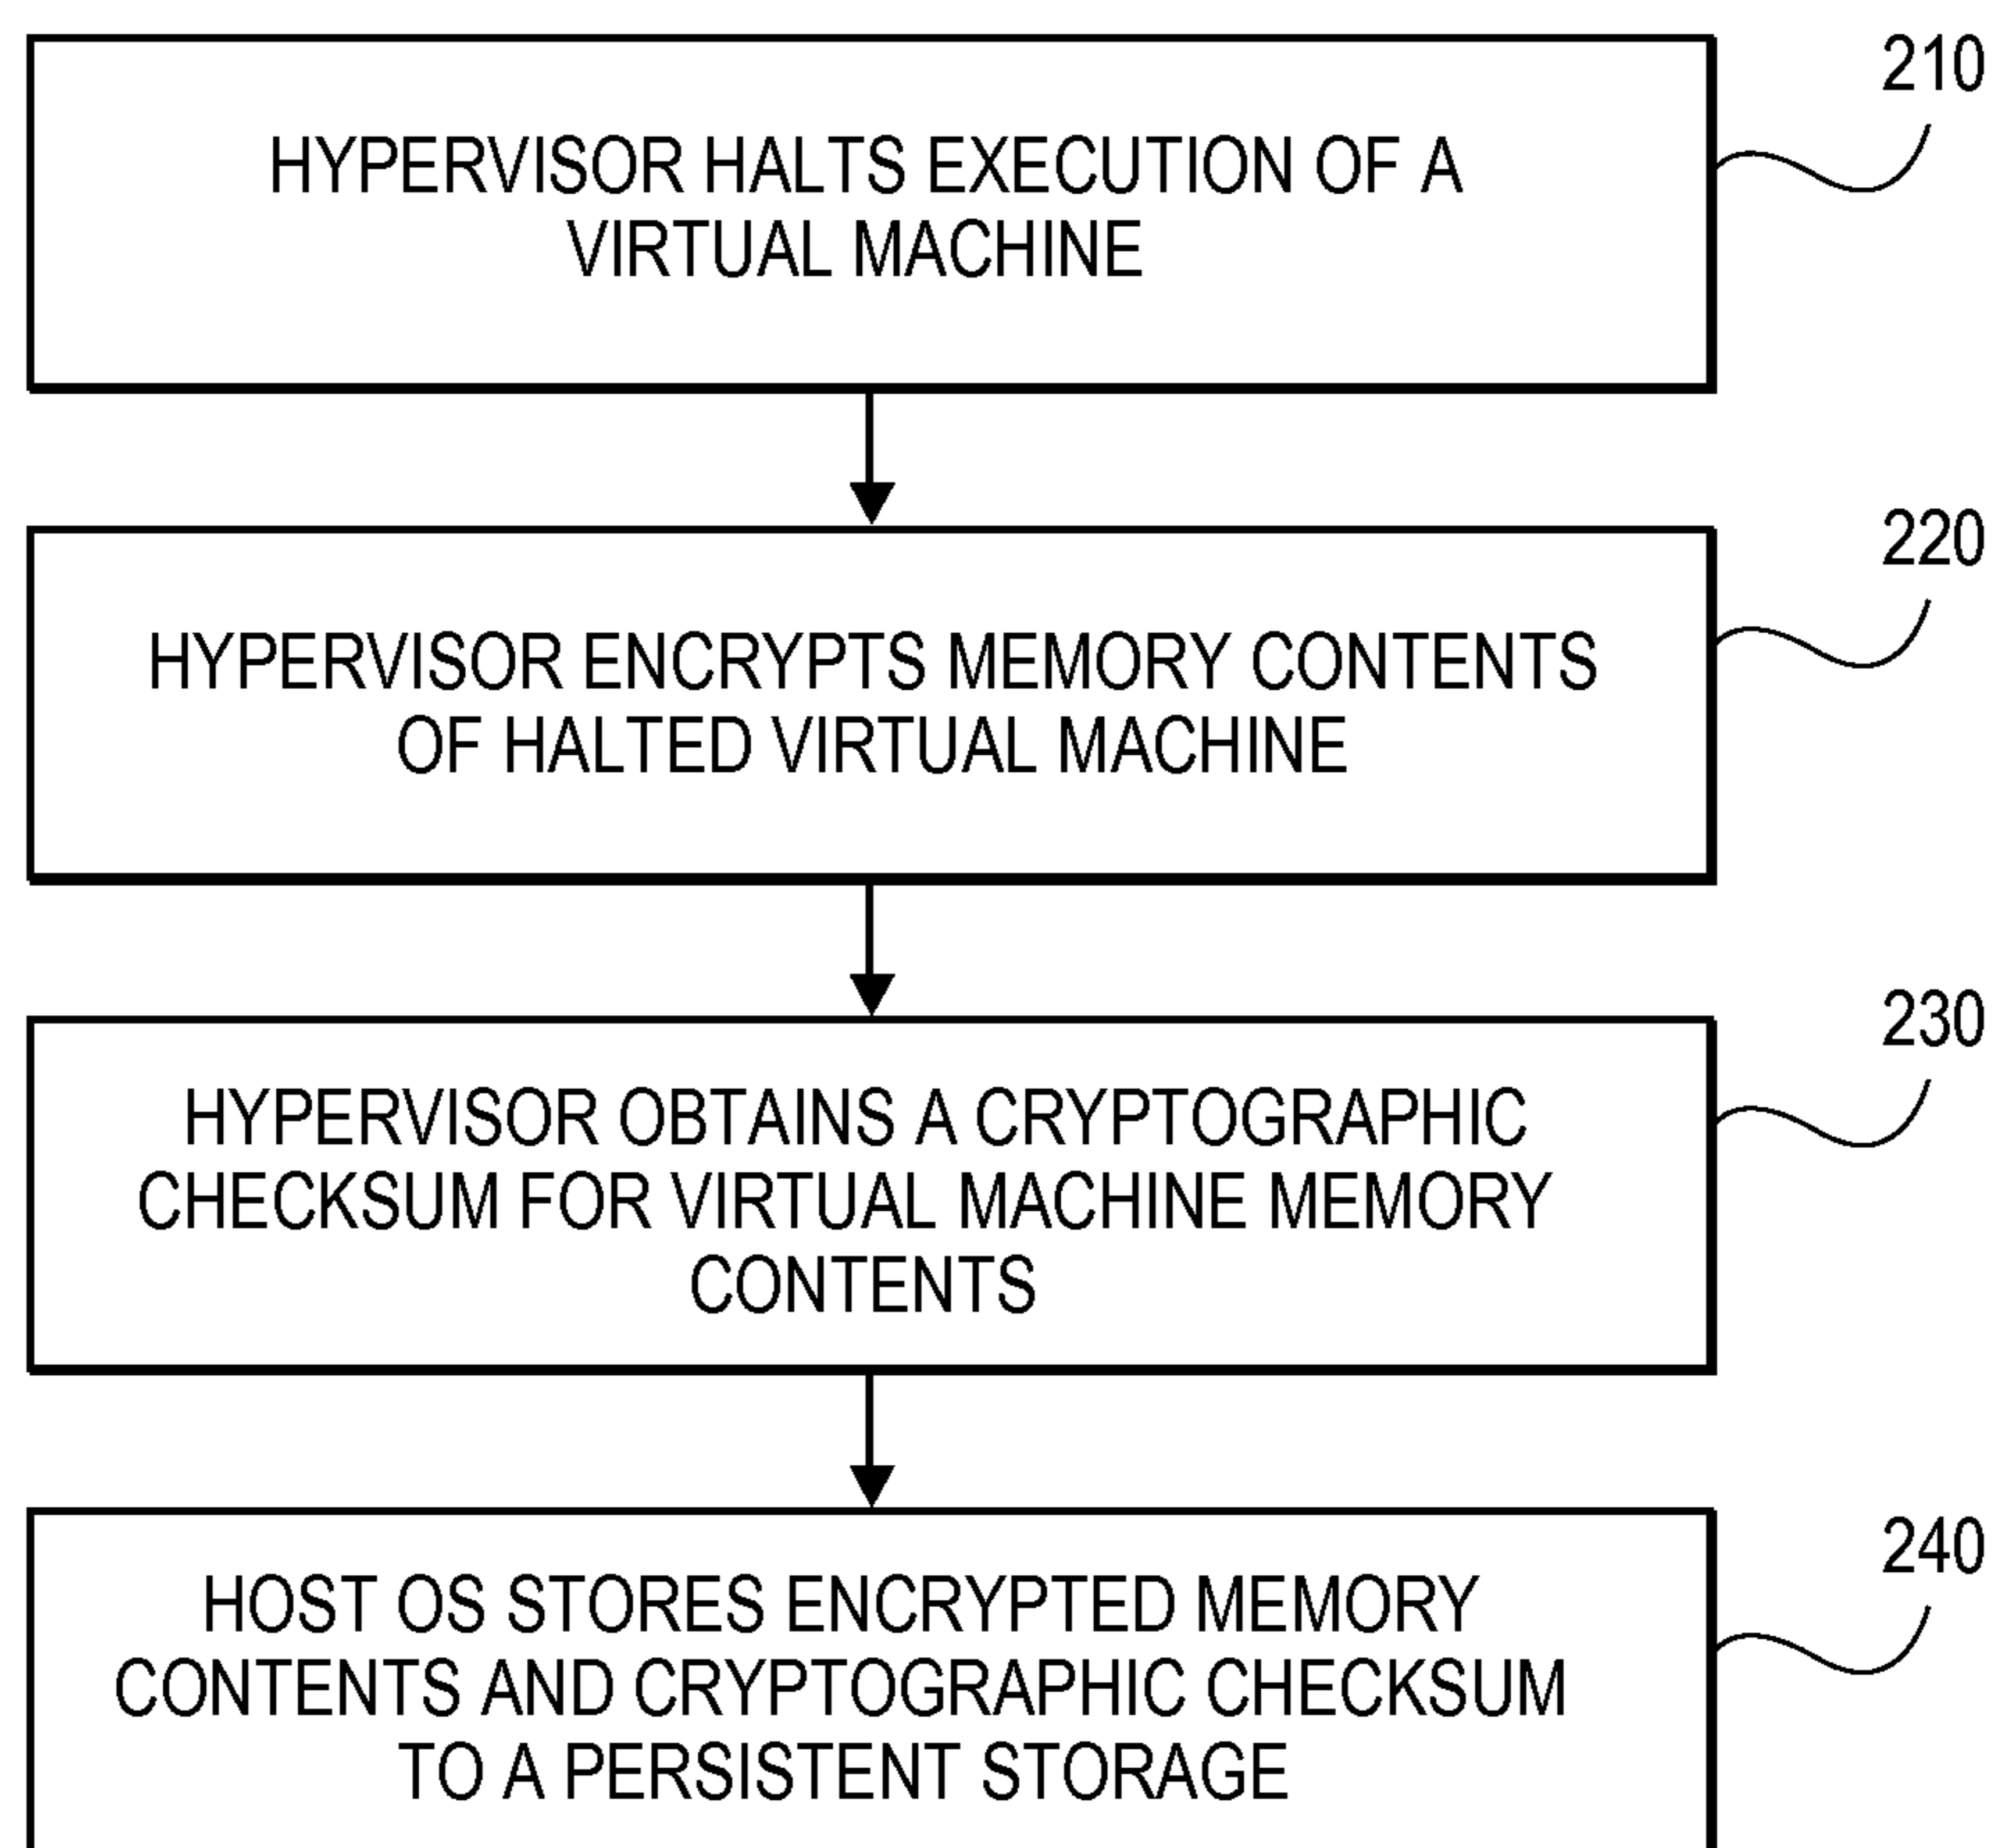 210
HYPERVISOR HALTS EXECUTION OF A
VIRTUAL MACHINE
220
HYPERVISOR ENCRYPTS MEMORY CONTENTS
OF HALTED VIRTUAL MACHINE
230
HYPERVISOR OBTAINS A CRYPTOGRAPHIC
CHECKSUM FOR VIRTUAL MACHINE MEMORY
CONTENTS
240
HOST OS STORES ENCRYPTED MEMORY
CONTENTS AND CRYPTOGRAPHIC CHECKSUM
TO A PERSISTENT STORAGE